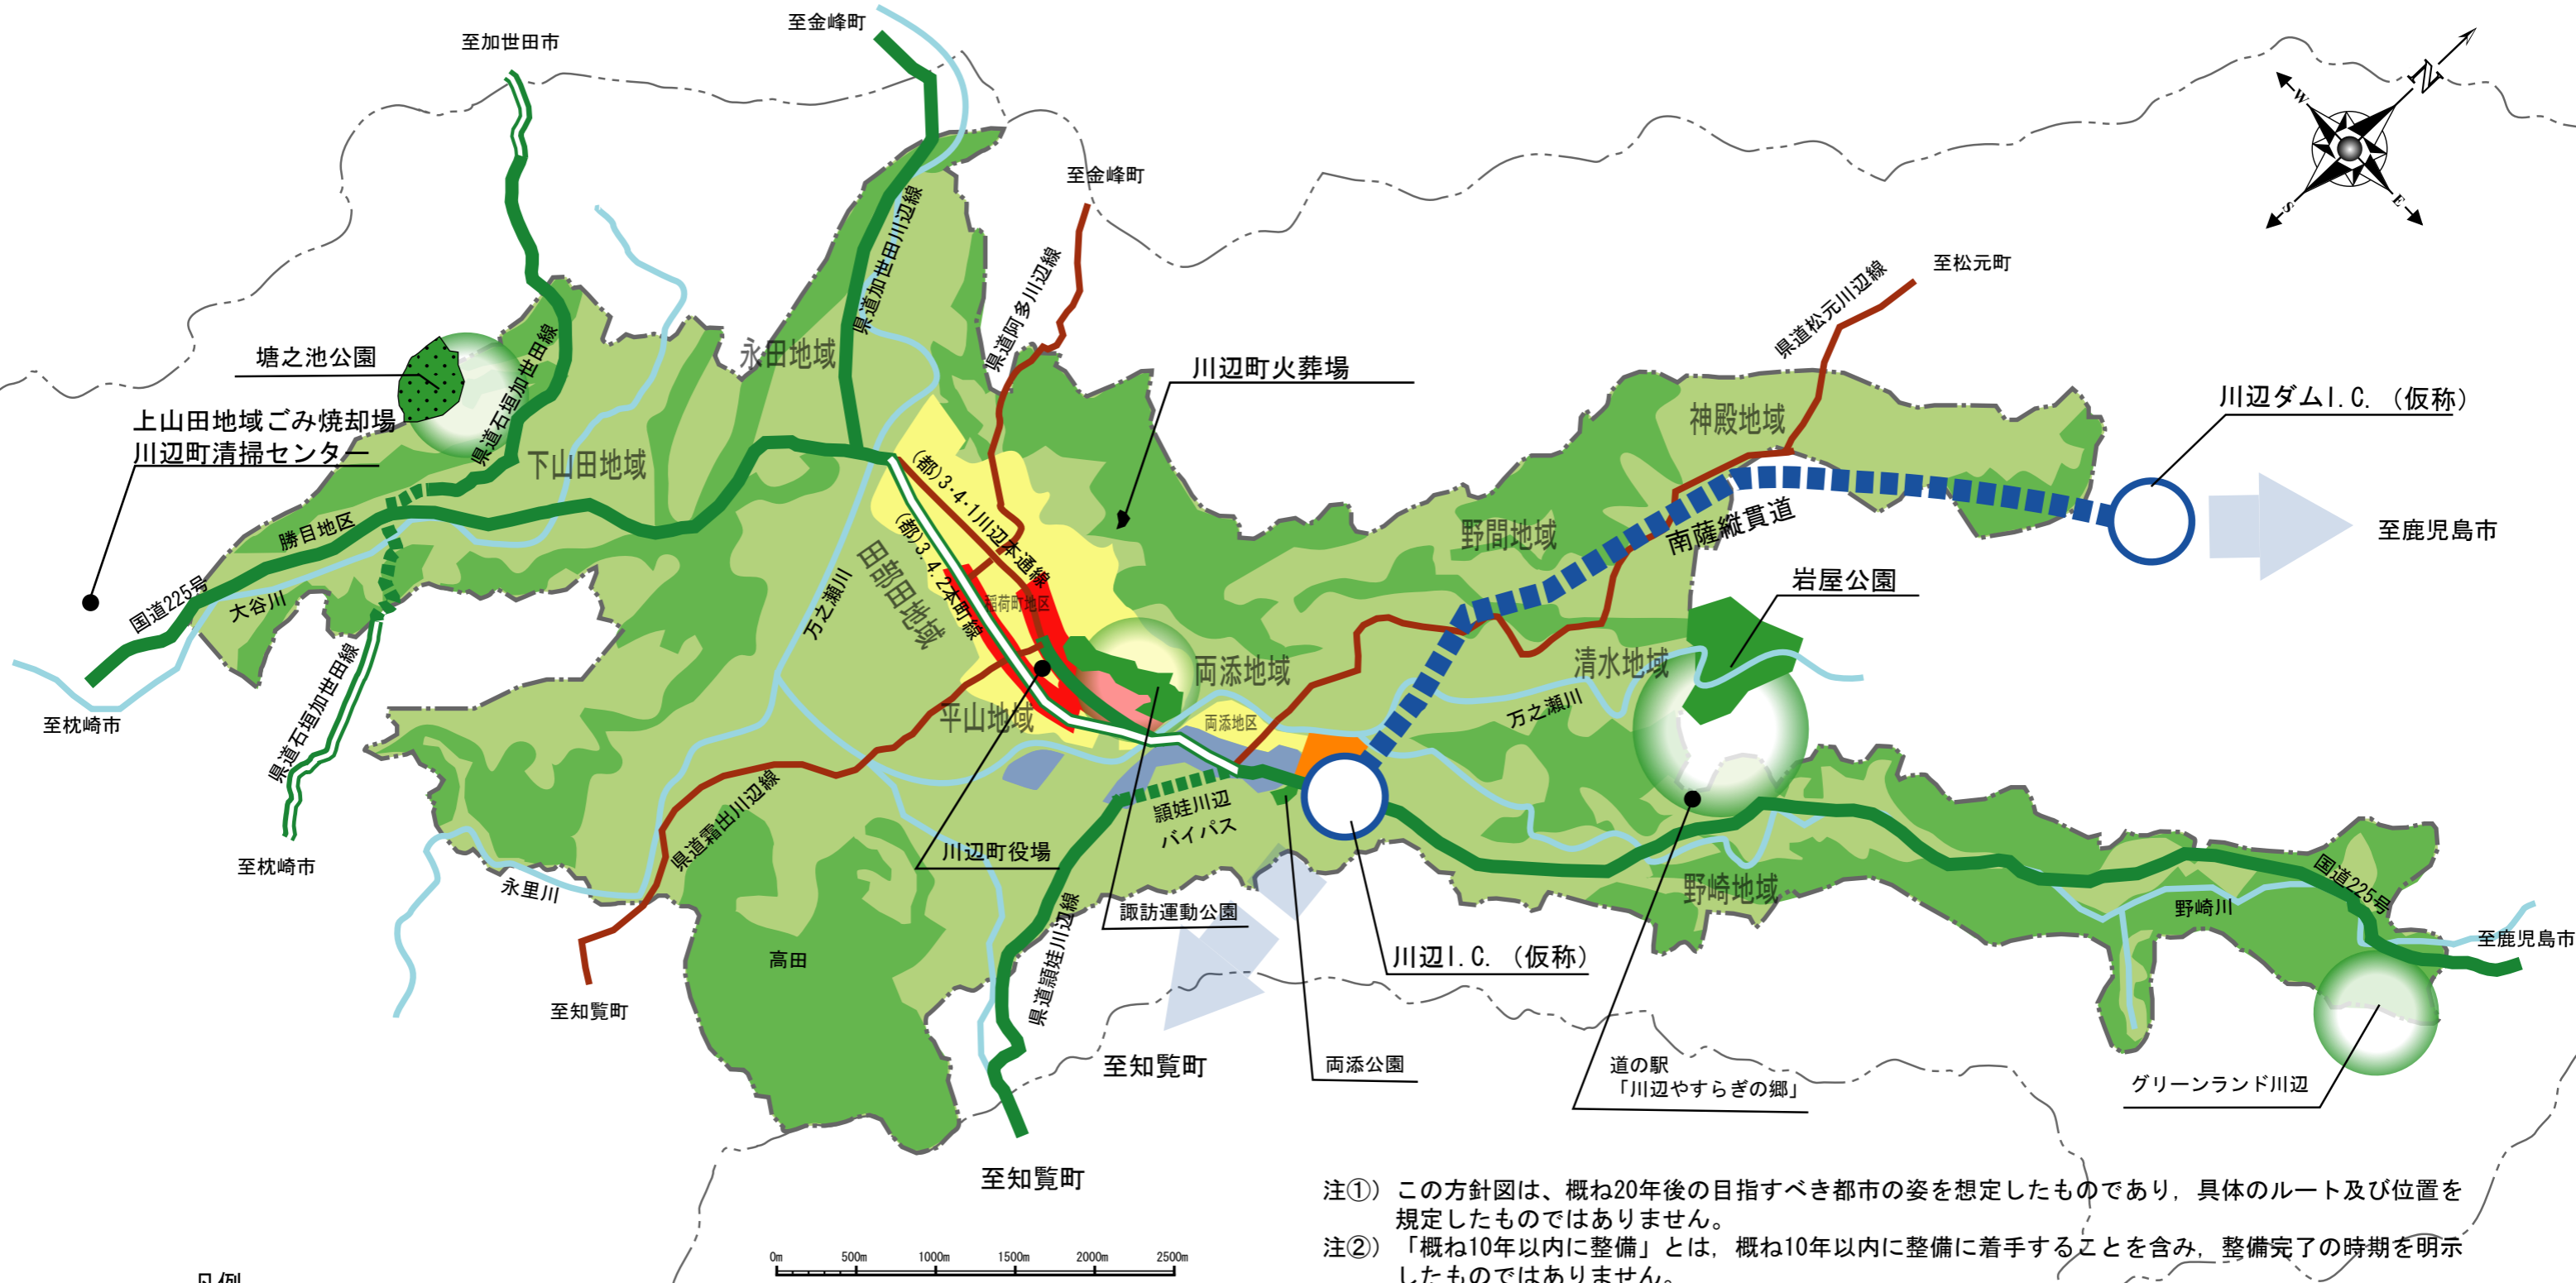 至金峰町
至加世田市
N
W
E
S
至金峰町
至松元町
県道加世田川辺線
県道阿多川辺線
県道松元川辺線
塘之池公園
永田地域
川辺町火葬場
神殿地域
川辺ダムI.C.（仮称）
上山田地域ごみ焼却場
川辺町清掃センター
県道石垣加世田線
下山田地域
(都)3・4・1川辺本通線
(都)3.4.2本町線
野間地域
南薩縦貫道
至鹿児島市
勝目地区
国道225号
大谷川
万之瀬川
田部田地域
稲荷町地区
岩屋公園
両添地域
清水地域
至枕崎市
県道石垣加世田線
平山地域
両添地区
万之瀬川
県道霜出川辺線
頴娃川辺
バイパス
川辺町役場
至枕崎市
永里川
諏訪運動公園
野崎地域
国道225号
野崎川
至鹿児島市
高田
県道頴娃川辺線
川辺I.C.（仮称）
至知覧町
至知覧町
両添公園
道の駅
「川辺やすらぎの郷」
グリーンランド川辺
至知覧町
注①） この方針図は、概ね20年後の目指すべき都市の姿を想定したものであり，具体のルート及び位置を
規定したものではありません。
注②） 「概ね10年以内に整備」とは，概ね10年以内に整備に着手することを含み，整備完了の時期を明示
したものではありません。
0m 500m 1000m 1500m 2000m 2500m
凡例